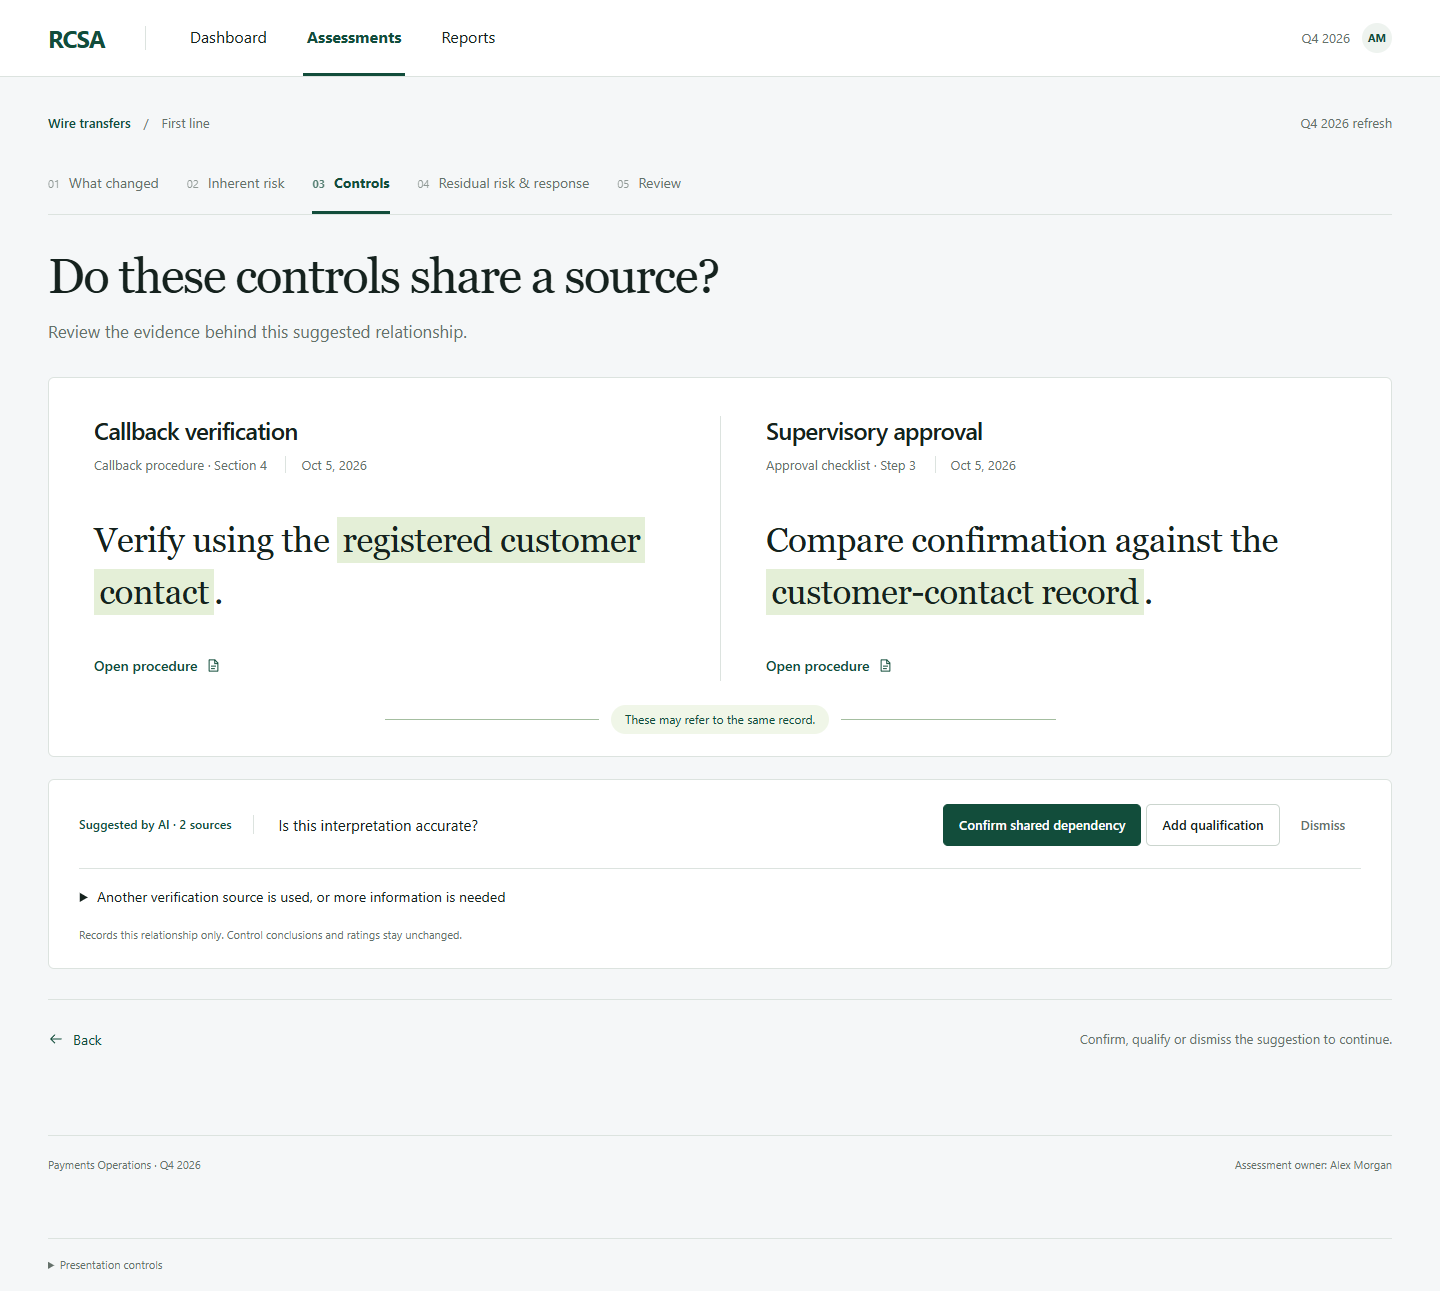 RCSA
Dashboard
Assessments
Reports
Q4 2026
AM
Wire transfers / First line
Q4 2026 refresh
01 What changed
02 Inherent risk
03 Controls
04 Residual risk & response
05 Review
Do these controls share a source?
Review the evidence behind this suggested relationship.
Callback verification
Callback procedure · Section 4
Oct 5, 2026
Verify using the registered customer
contact.
Open procedure
Supervisory approval
Approval checklist · Step 3
Oct 5, 2026
Compare confirmation against the
customer-contact record.
Open procedure
These may refer to the same record.
Suggested by AI · 2 sources
Is this interpretation accurate?
Confirm shared dependency
Add qualification
Dismiss
Another verification source is used, or more information is needed
Records this relationship only. Control conclusions and ratings stay unchanged.
Back
Confirm, qualify or dismiss the suggestion to continue.
Payments Operations · Q4 2026
Assessment owner: Alex Morgan
Presentation controls